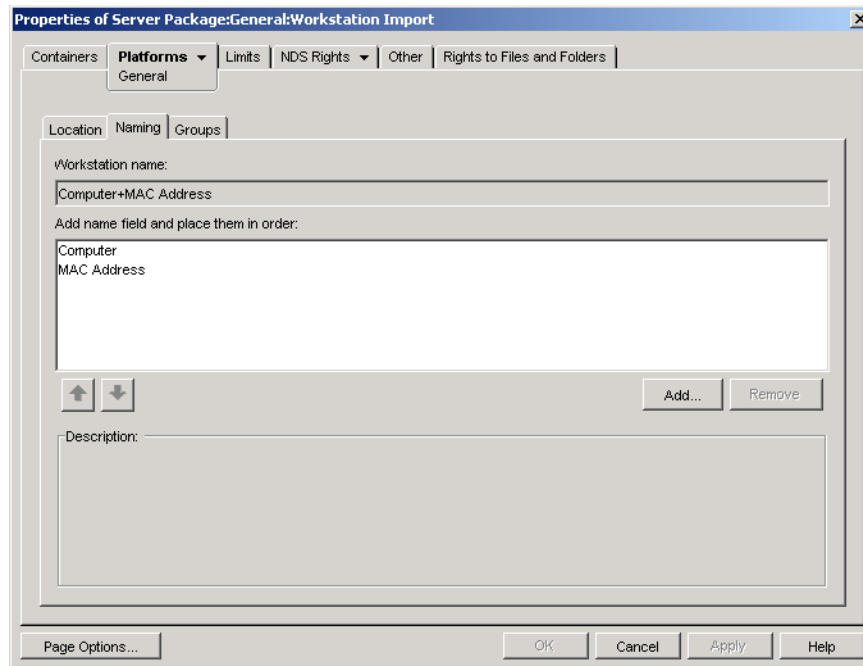 Properties of Server Package:General:Workstation Import
Containers Platforms Limits NDS Rights Other Rights to Files and Folders
General
Location Naming Groups
Workstation name:
Computer+MAC Address
Add name field and place them in order:
Computer
MAC Address
Add... Remove
Description:
Page Options... OK Cancel Apply Help